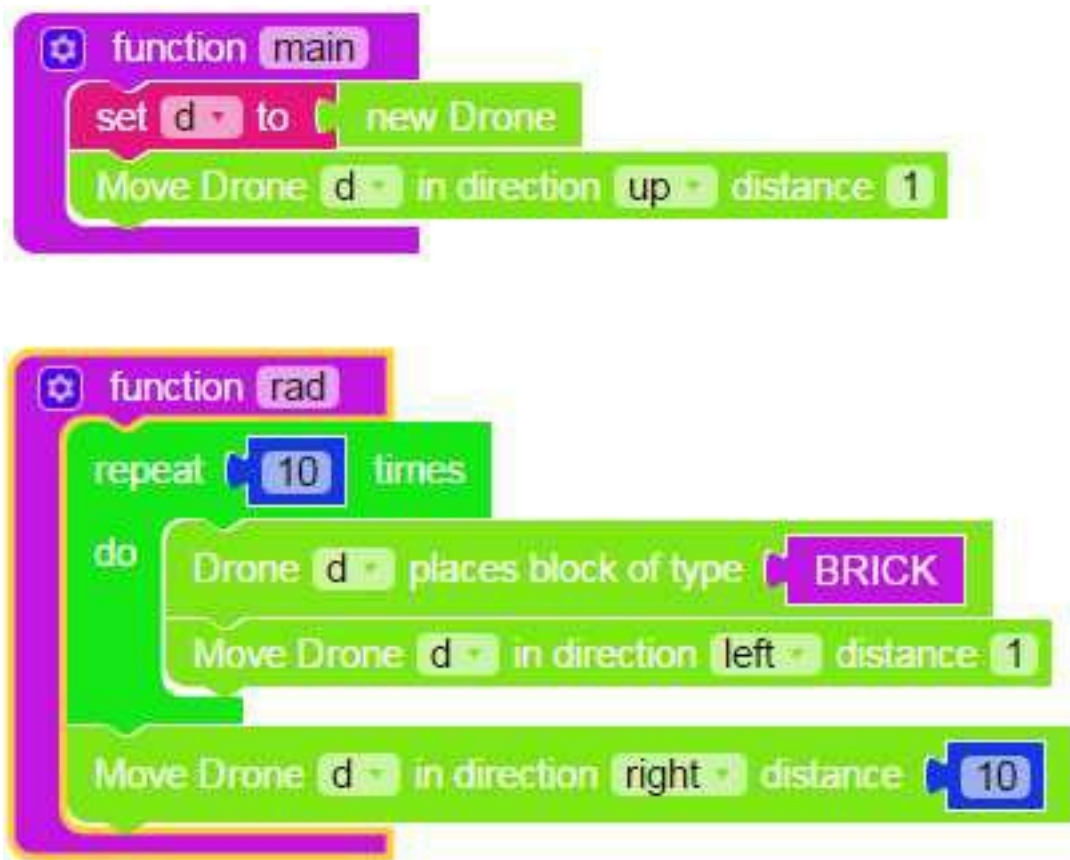 function main
set d to new Drone
Move Drone d in direction up distance 1
function rad
repeat 10 times
do Drone d places block of type BRICK
Move Drone d in direction left distance 1
Move Drone d in direction right distance 10